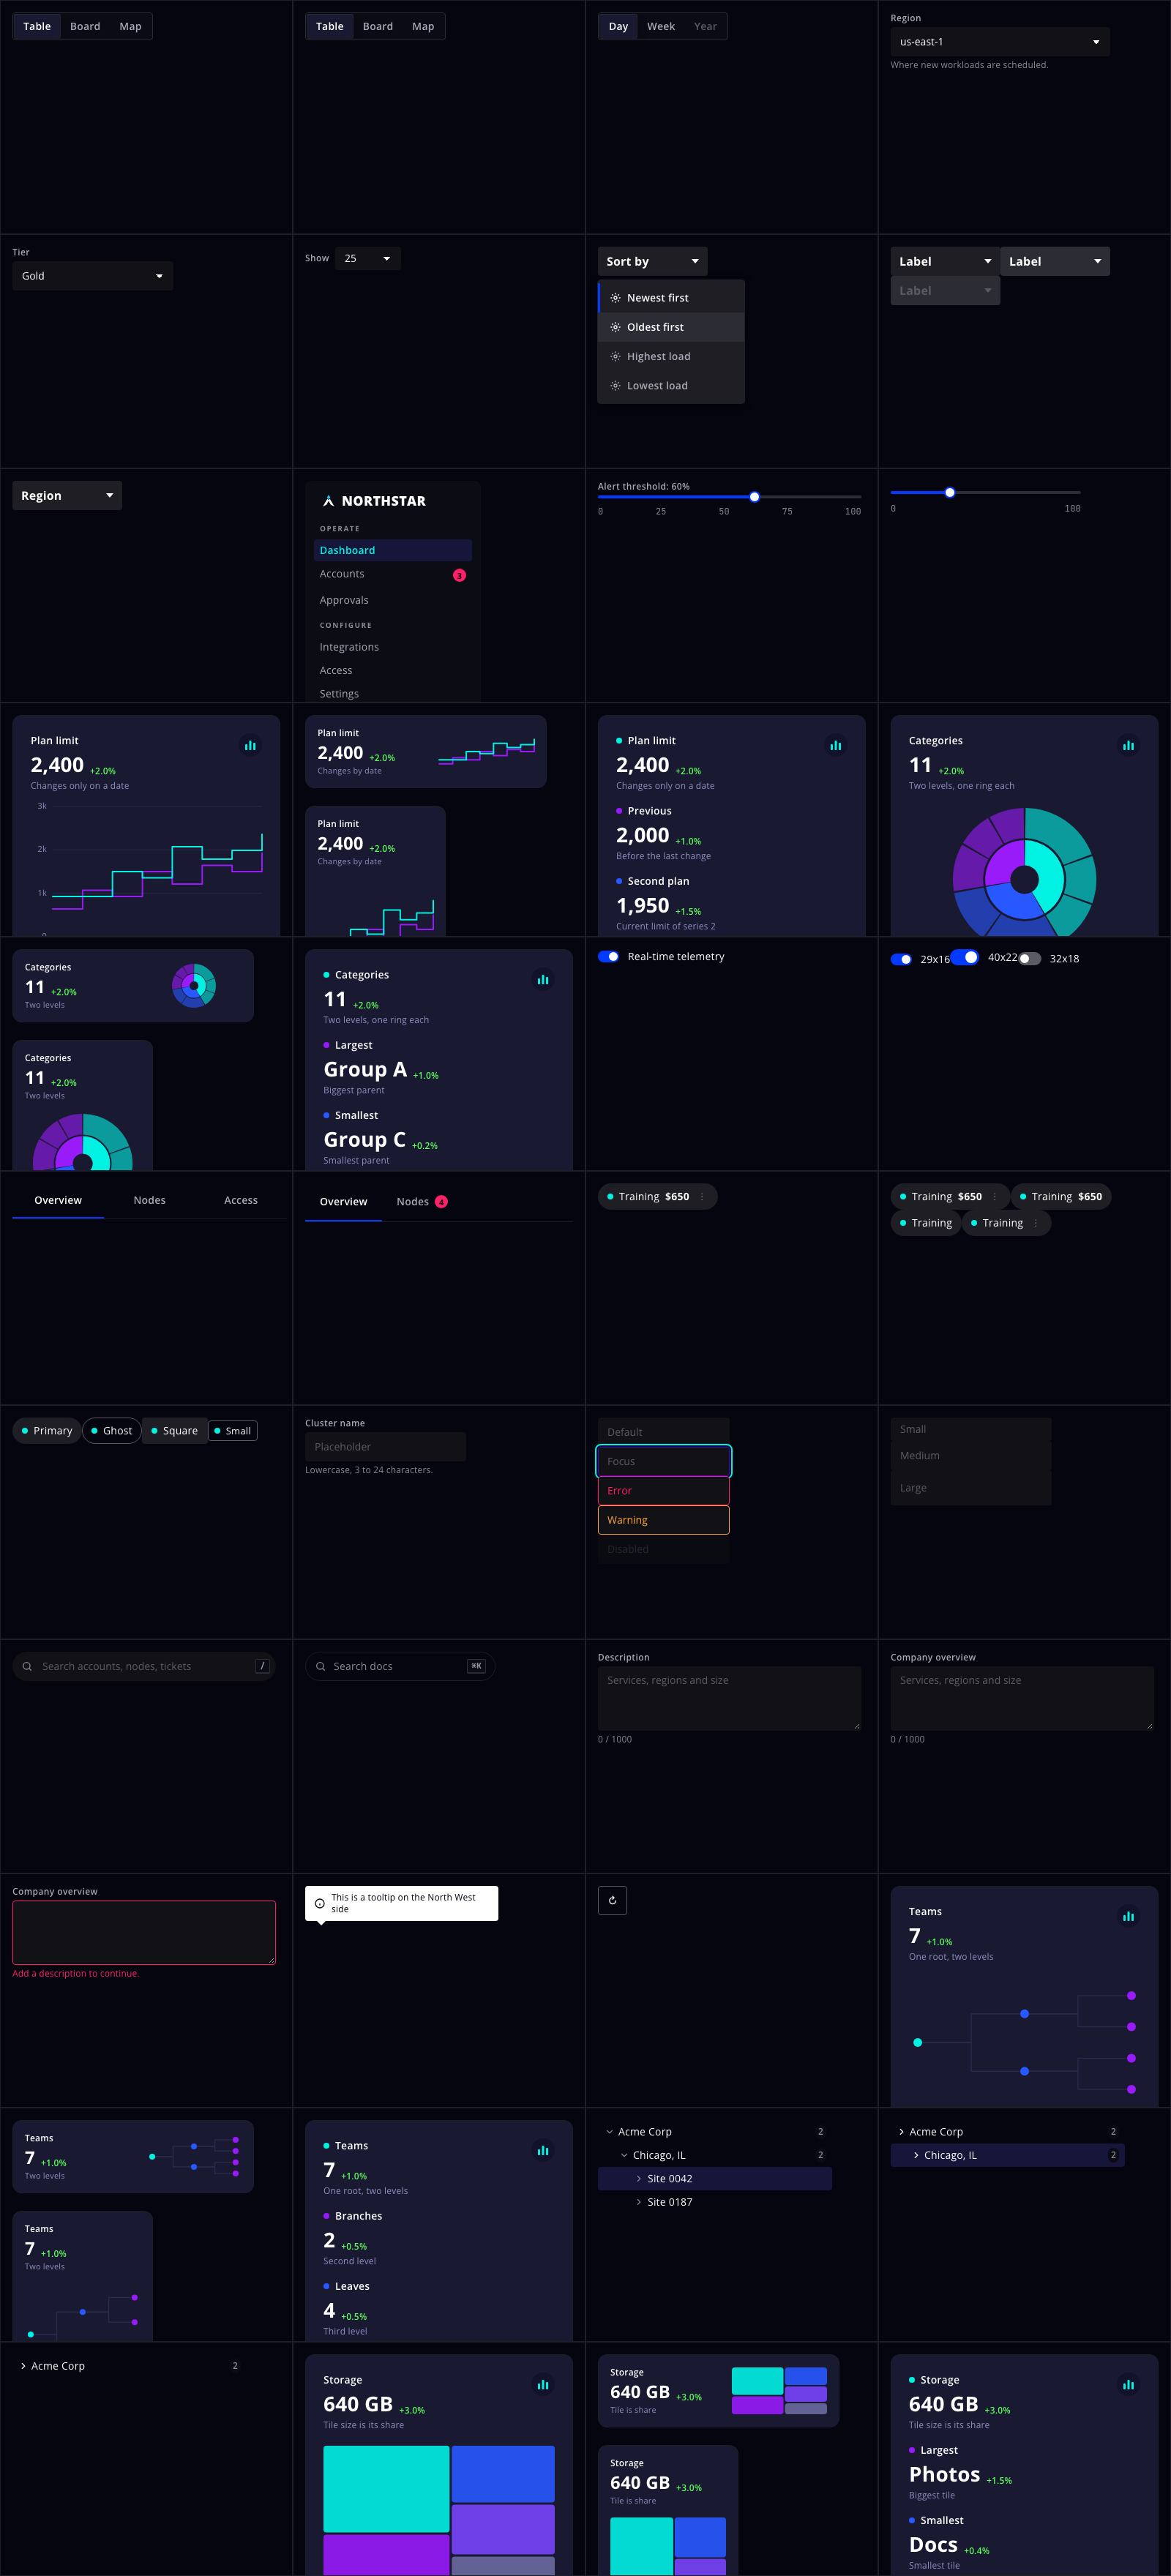 Table Board Map
Table Board Map
Day Week Year
Region
us-east-1
Where new workloads are scheduled.
Tier
Gold
Show 25
Sort by
Newest first
Oldest first
Highest load
Lowest load
Label Label
Label
Region
NORTHSTAR
OPERATE
Dashboard
Accounts 3
Approvals
CONFIGURE
Integrations
Access
Settings
Alert threshold: 60%
0 25 50 75 100
0 100
Plan limit
2,400 +2.0%
Changes only on a date
3k
2k
1k
0
Plan limit
2,400 +2.0%
Changes by date
Plan limit
2,400 +2.0%
Changes by date
Plan limit
2,400 +2.0%
Changes only on a date
Previous
2,000 +1.0%
Before the last change
Second plan
1,950 +1.5%
Current limit of series 2
Categories
11 +2.0%
Two levels, one ring each
Categories
11 +2.0%
Two levels
Categories
11 +2.0%
Two levels
Categories
11 +2.0%
Two levels, one ring each
Largest
Group A +1.0%
Biggest parent
Smallest
Group C +0.2%
Smallest parent
Real-time telemetry
29x16 40x22 32x18
Overview Nodes Access
Overview Nodes 4
Training $650
Training $650 Training $650
Training Training
Primary Ghost Square Small
Cluster name
Placeholder
Lowercase, 3 to 24 characters.
Default
Focus
Error
Warning
Disabled
Small
Medium
Large
Search accounts, nodes, tickets /
Search docs ⌘K
Description
Services, regions and size
0 / 1000
Company overview
Services, regions and size
0 / 1000
Company overview
Add a description to continue.
This is a tooltip on the North West
side
Teams
7 +1.0%
One root, two levels
Teams
7 +1.0%
Two levels
Teams
7 +1.0%
Two levels
Teams
7 +1.0%
One root, two levels
Branches
2 +0.5%
Second level
Leaves
4 +0.5%
Third level
Acme Corp 2
Chicago, IL 2
Site 0042
Site 0187
Acme Corp 2
Chicago, IL 2
Acme Corp 2
Storage
640 GB +3.0%
Tile size is its share
Storage
640 GB +3.0%
Tile is share
Storage
640 GB +3.0%
Tile is share
Storage
640 GB +3.0%
Tile size is its share
Largest
Photos +1.5%
Biggest tile
Smallest
Docs +0.4%
Smallest tile